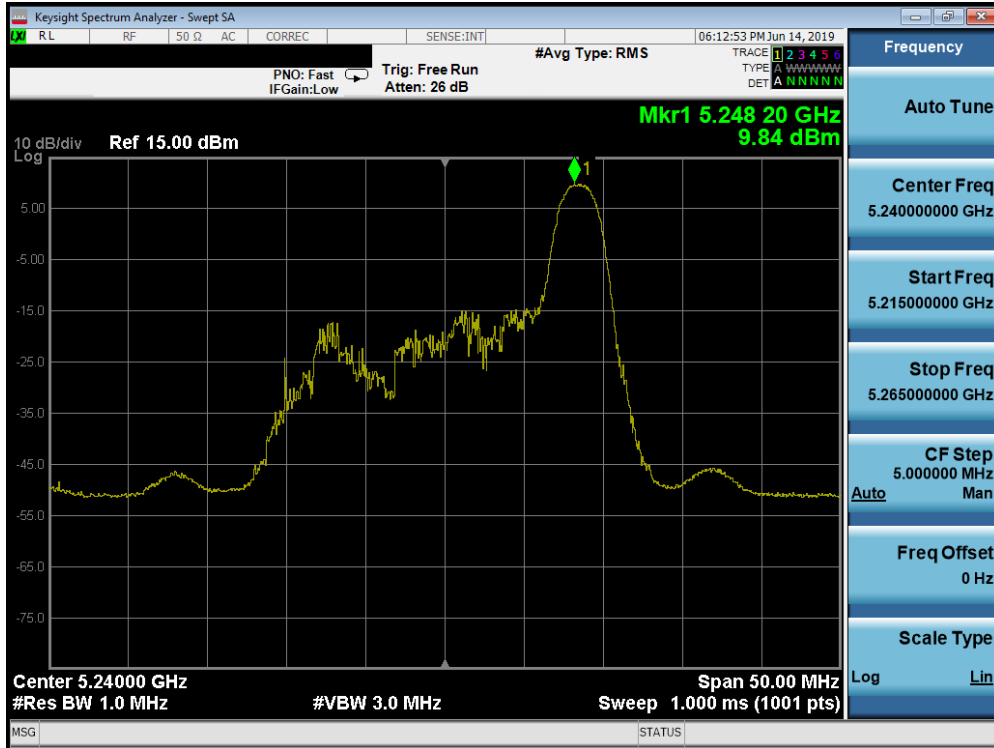 Keysight Spectrum Analyzer - Swept SA
LXI RL RF 50 Ω AC CORREC SENSE:INT 06:12:53 PM Jun 14, 2019
#Avg Type: RMS
TRACE 1 2 3 4 5 6
TYPE A WWWWW
DET A N N N N N
PNO: Fast
IFGain:Low
Trig: Free Run
Atten: 26 dB
Mkr1 5.248 20 GHz
9.84 dBm
10 dB/div
Log
Ref 15.00 dBm
1
5.00
-5.00
-15.0
-25.0
-35.0
-45.0
-55.0
-65.0
-75.0
Center 5.24000 GHz
Span 50.00 MHz
#Res BW 1.0 MHz
#VBW 3.0 MHz
Sweep 1.000 ms (1001 pts)
MSG
STATUS
Frequency
Auto Tune
Center Freq
5.240000000 GHz
Start Freq
5.215000000 GHz
Stop Freq
5.265000000 GHz
CF Step
5.000000 MHz
Auto Man
Freq Offset
0 Hz
Scale Type
Log Lin